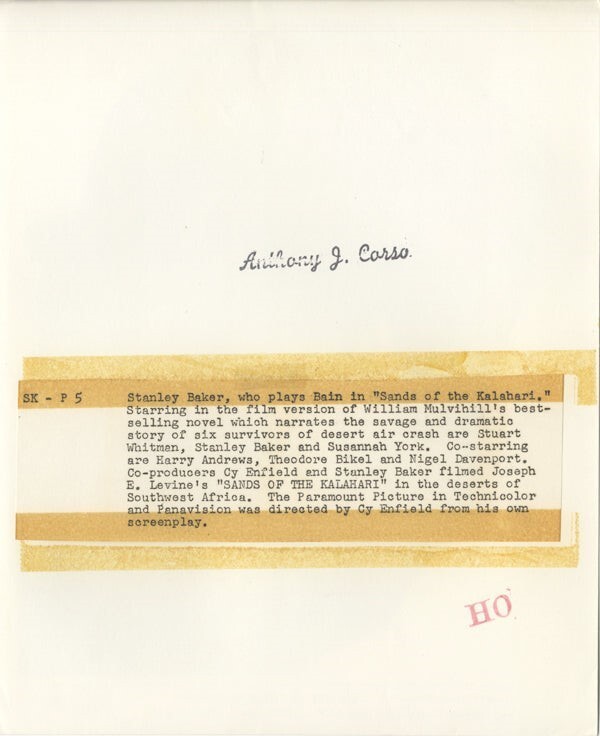 Anthony J. Corso.
SK - P 5
Stanley Baker, who plays Bain in "Sands of the Kalahari."
Starring in the film version of William Mulvihill's best-
selling novel which narrates the savage and dramatic
story of six survivors of desert air crash are Stuart
Whitman, Stanley Baker and Susannah York.  Co-starring
are Harry Andrews, Theodore Bikel and Nigel Davenport.
Co-producers Cy Enfield and Stanley Baker filmed Joseph
E. Levine's "SANDS OF THE KALAHARI" in the deserts of
Southwest Africa.  The Paramount Picture in Technicolor
and Panavision was directed by Cy Enfield from his own
screenplay.
HO